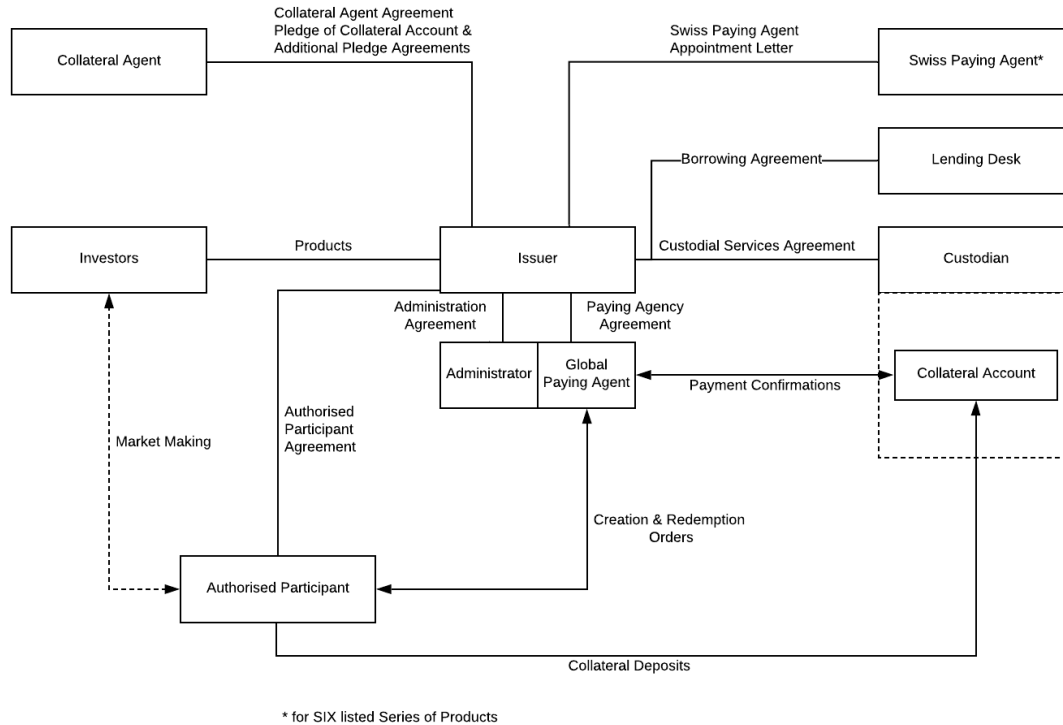 Collateral Agent Agreement
Pledge of Collateral Account &
Additional Pledge Agreements
Swiss Paying Agent
Appointment Letter
Collateral Agent
Swiss Paying Agent*
Borrowing Agreement
Lending Desk
Investors
Products
Issuer
Custodial Services Agreement
Custodian
Administration
Agreement
Paying Agency
Agreement
Administrator
Global
Paying Agent
Payment Confirmations
Collateral Account
Authorised
Participant
Agreement
Market Making
Creation & Redemption
Orders
Authorised Participant
Collateral Deposits
* for SIX listed Series of Products